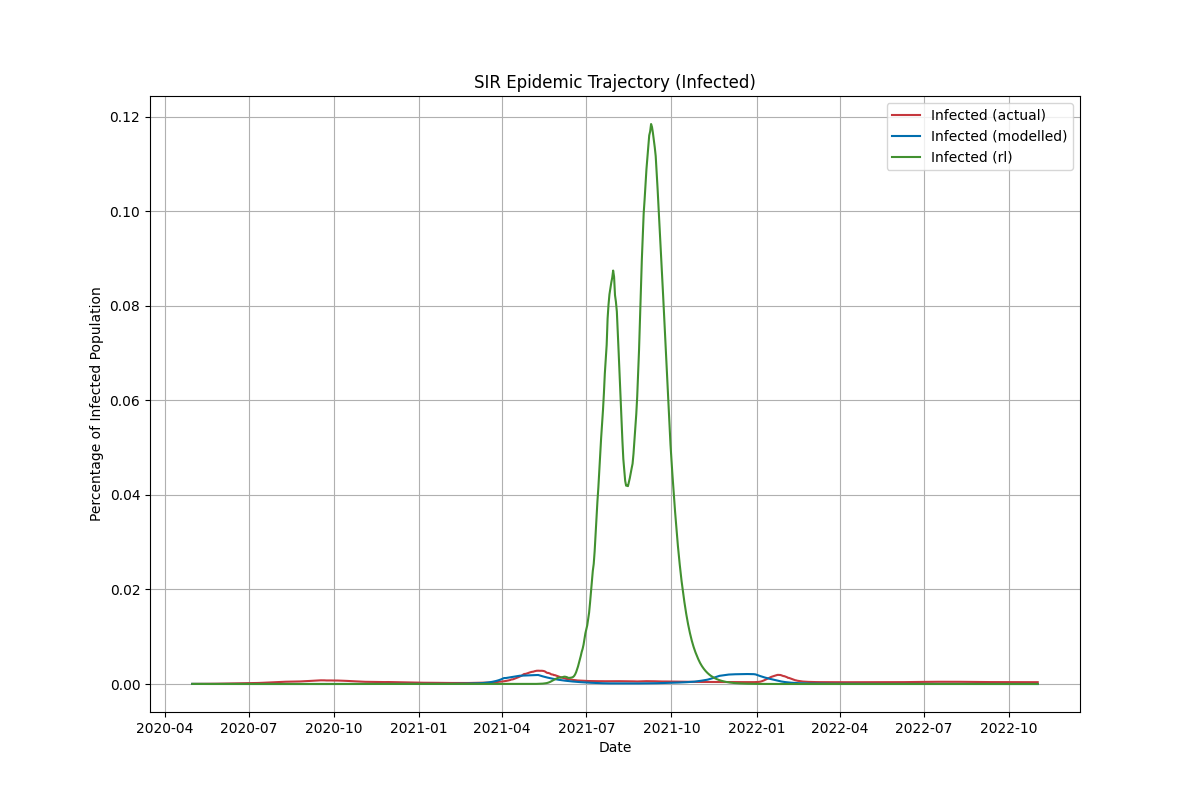 SIR Epidemic Trajectory (Infected)
Infected (actual)
Infected (modelled)
Infected (rl)
Percentage of Infected Population
0.12
0.10
0.08
0.06
0.04
0.02
0.00
2020-04 2020-07 2020-10 2021-01 2021-04 2021-07 2021-10 2022-01 2022-04 2022-07 2022-10
Date